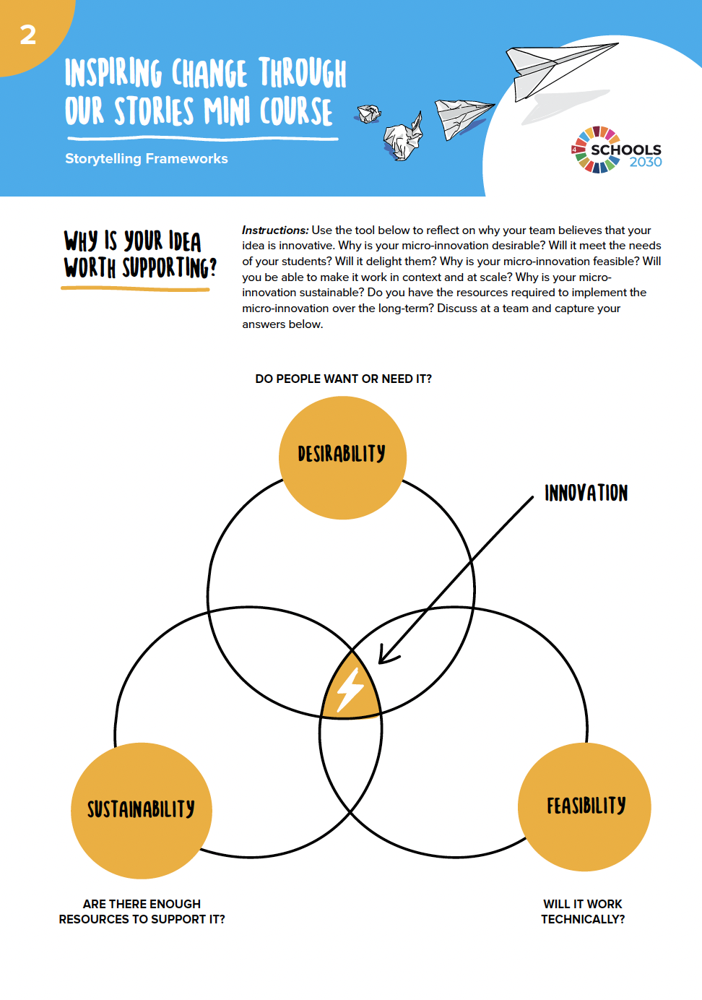 2
INSPIRING CHANGE THROUGH
OUR STORIES MINI COURSE
Storytelling Frameworks
4
SCHOOLS
2030
WHY IS YOUR IDEA
WORTH SUPPORTING?
Instructions: Use the tool below to reflect on why your team believes that your
idea is innovative. Why is your micro-innovation desirable? Will it meet the needs
of your students? Will it delight them? Why is your micro-innovation feasible? Will
you be able to make it work in context and at scale? Why is your micro-
innovation sustainable? Do you have the resources required to implement the
micro-innovation over the long-term? Discuss at a team and capture your
answers below.
DO PEOPLE WANT OR NEED IT?
DESIRABILITY
INNOVATION
SUSTAINABILITY
FEASIBILITY
ARE THERE ENOUGH
RESOURCES TO SUPPORT IT?
WILL IT WORK
TECHNICALLY?